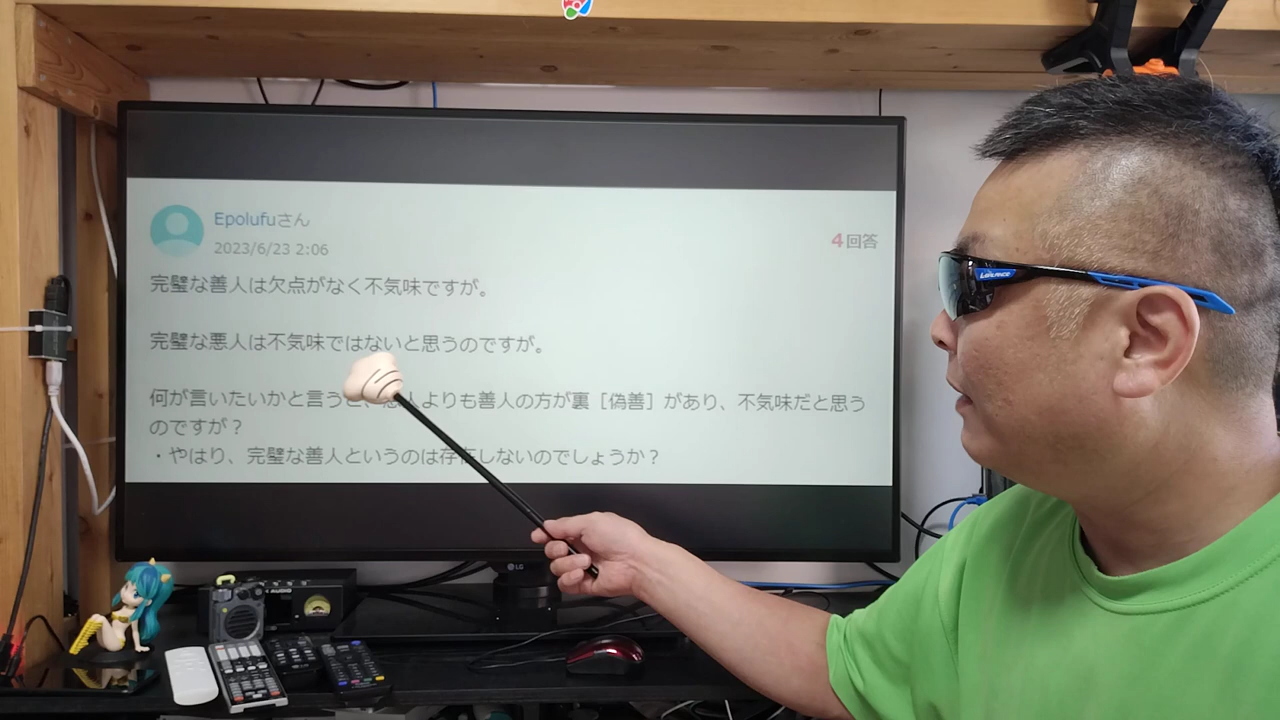 Epolufuさん
2023/6/23 2:06
4回答
完璧な善人は欠点がなく不気味ですが。
完璧な悪人は不気味ではないと思うのですが。
何が言いたいかと言うと、悪人よりも善人の方が裏［偽善］があり、不気味だと思う
のですが？
・やはり、完璧な善人というのは存在しないのでしょうか？
LG
AUDIO